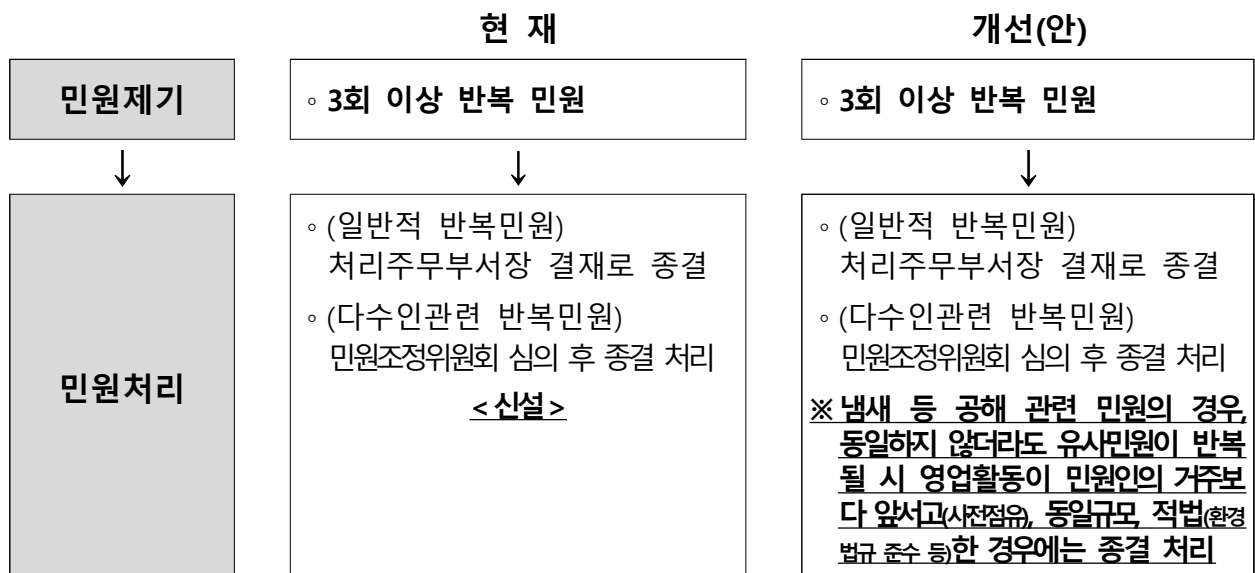 현 재
개선(안)
민원제기
◦ 3회 이상 반복 민원
◦ 3회 이상 반복 민원
↓
↓
↓
민원처리
◦ (일반적 반복민원)
처리주무부서장 결재로 종결
◦ (다수인관련 반복민원)
민원조정위원회 심의 후 종결 처리
< 신설 >
◦ (일반적 반복민원)
처리주무부서장 결재로 종결
◦ (다수인관련 반복민원)
민원조정위원회 심의 후 종결 처리
※ 냄새 등 공해 관련 민원의 경우,
동일하지 않더라도 유사민원이 반복
될 시 영업활동이 민원인의 거주보
다 앞서고(사전점유), 동일규모, 적법(환경
법규 준수 등)한 경우에는 종결 처리